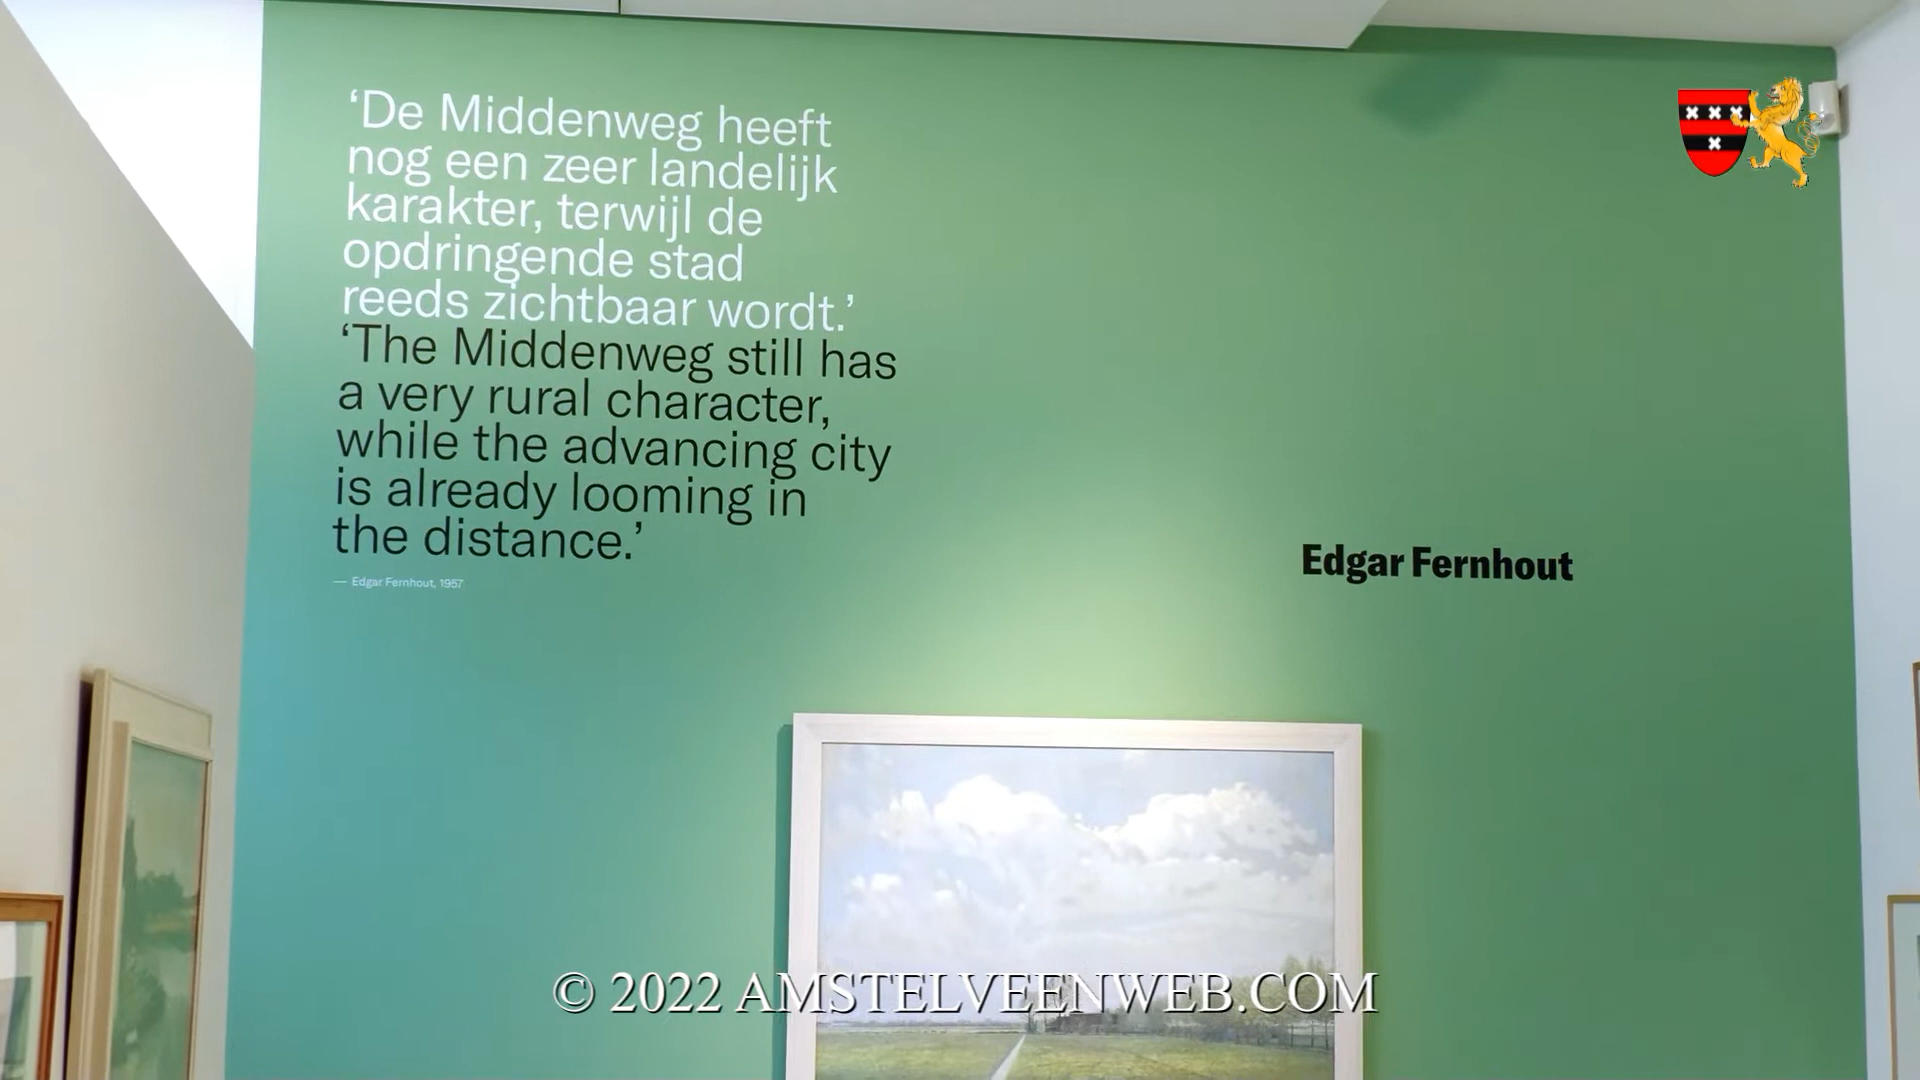 ‘De Middenweg heeft
nog een zeer landelijk
karakter, terwijl de
opdringende stad
reeds zichtbaar wordt.’
‘The Middenweg still has
a very rural character,
while the advancing city
is already looming in
the distance.’
— Edgar Fernhout, 1957
Edgar Fernhout
© 2022 AMSTELVEENWEB.COM